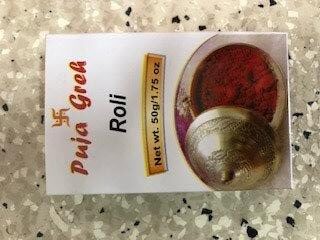 Puja Greh
Roli
Net wt. 50g/1.75 oz